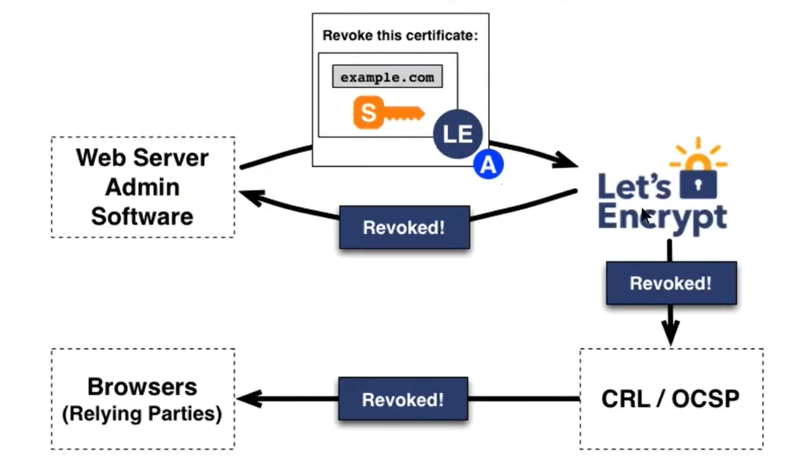 Revoke this certificate:
example.com
S
LE
A
Web Server
Admin
Software
Let's
Encrypt
Revoked!
Revoked!
Browsers
(Relying Parties)
Revoked!
CRL / OCSP